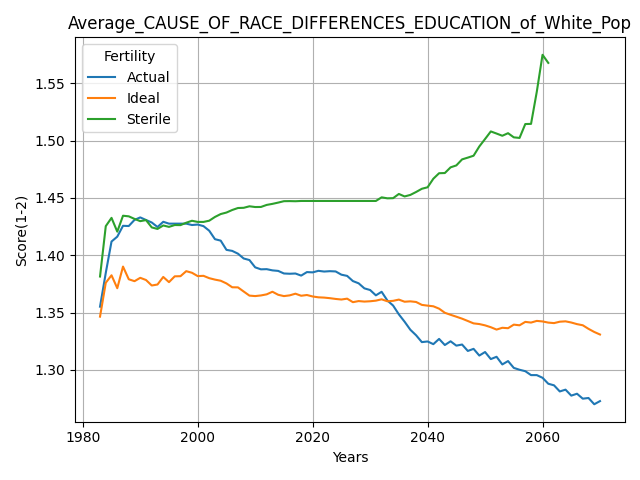 Average_CAUSE_OF_RACE_DIFFERENCES_EDUCATION_of_White_Pop
Fertility
Actual
Ideal
Sterile
Score(1-2)
1.55
1.50
1.45
1.40
1.35
1.30
1980 2000 2020 2040 2060
Years